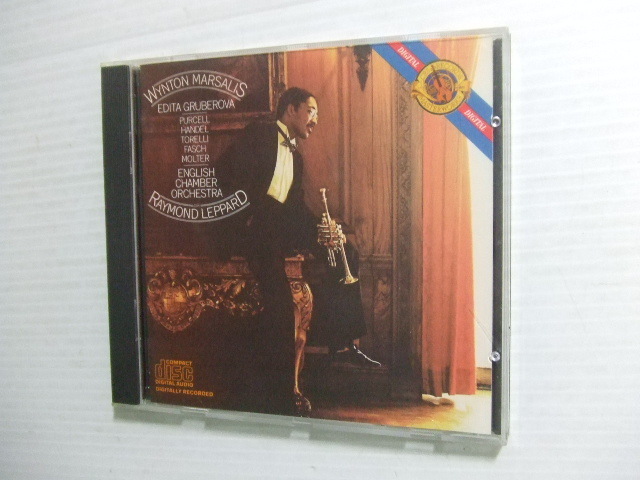 WYNTON MARSALIS
EDITA GRUBEROVA
PURCELL
HANDEL
TORELLI
FASCH
MOLTER
ENGLISH
CHAMBER
ORCHESTRA
RAYMOND LEPPARD
DIGITAL
DIGITAL
COMPACT
disc
DIGITAL AUDIO
DIGITALLY RECORDED